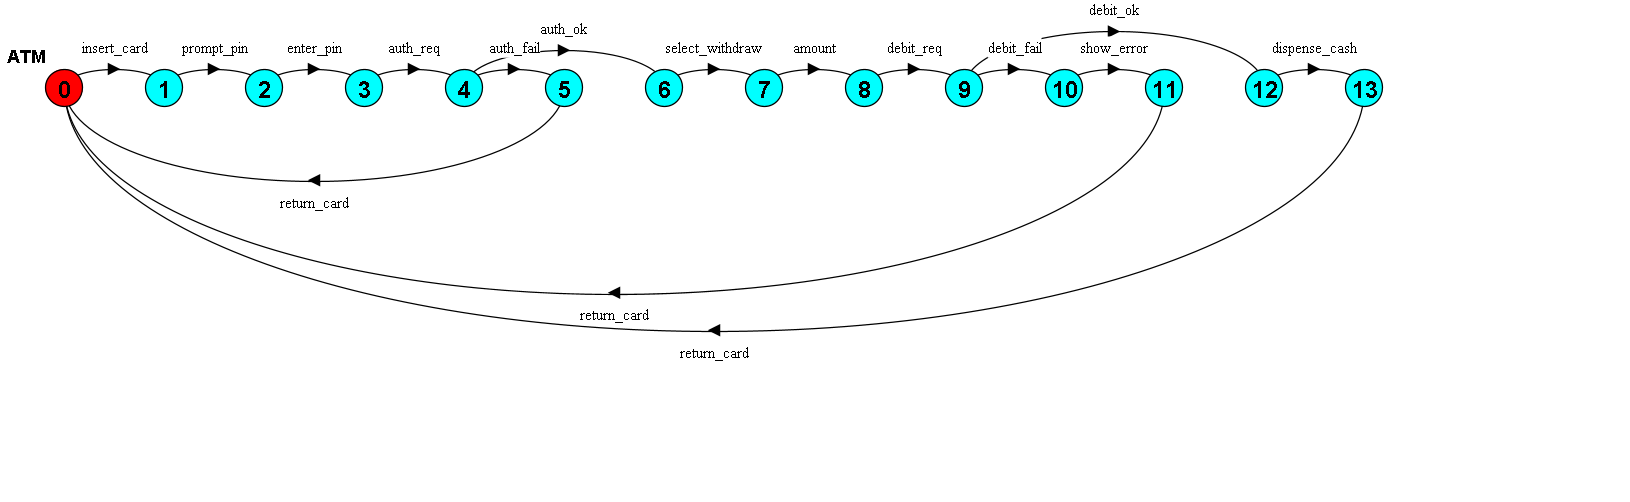 debit_ok
auth_ok
ATM
insert_card
prompt_pin
enter_pin
auth_req
auth_fail
select_withdraw
amount
debit_req
debit_fail
show_error
dispense_cash
0
1
2
3
4
5
6
7
8
9
10
11
12
13
return_card
return_card
return_card